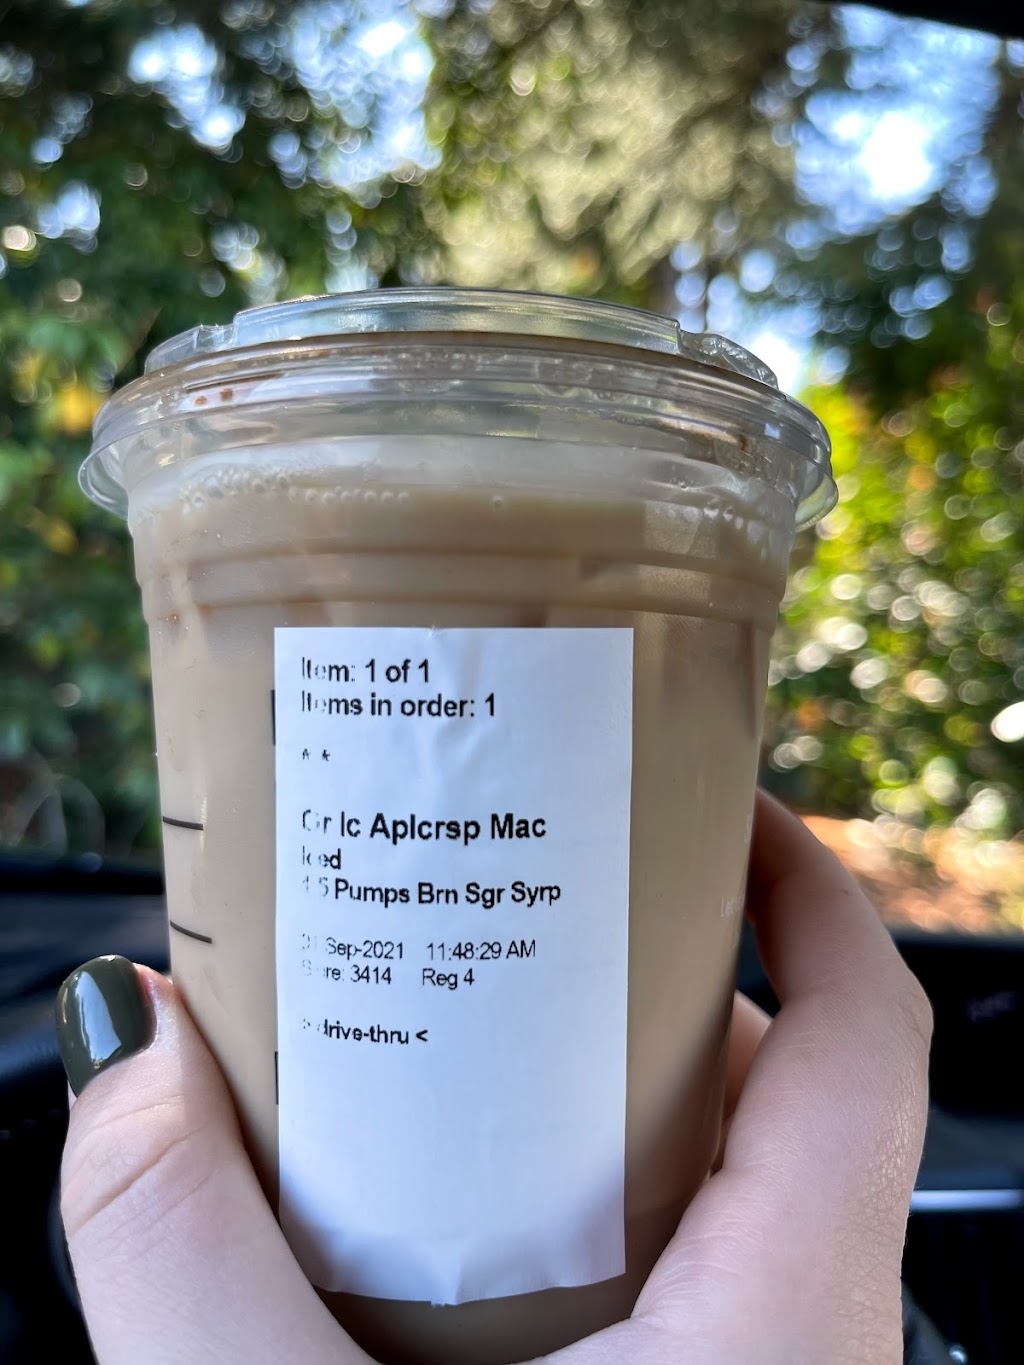 Item: 1 of 1
Items in order: 1
* *
Gr Ic Aplcrsp Mac
Iced
Pumps Brn Sgr Syrp
Sep-2021 11:48:29 AM
Store: 3414 Reg 4
> drive-thru <